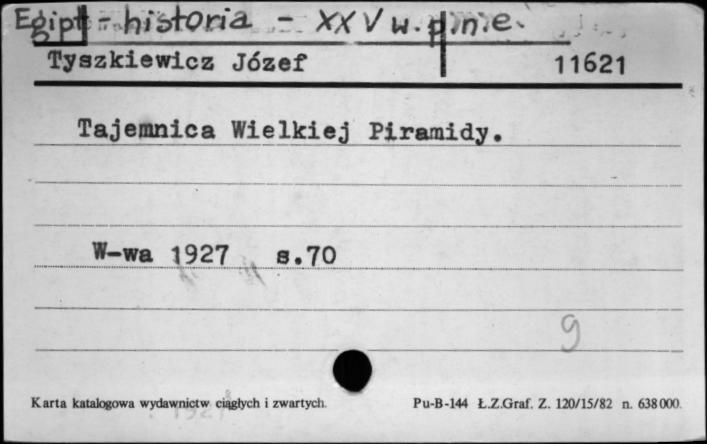 Egipt - historia - XXV w. p.n.e.
Tyszkiewicz Józef 11621
Tajemnica Wielkiej Piramidy.
W-wa 1927 s.70
9
Karta katalogowa wydawnictw ciągłych i zwartych. Pu-B-144 Ł.Z.Graf. Z. 120/15/82 n. 638000.